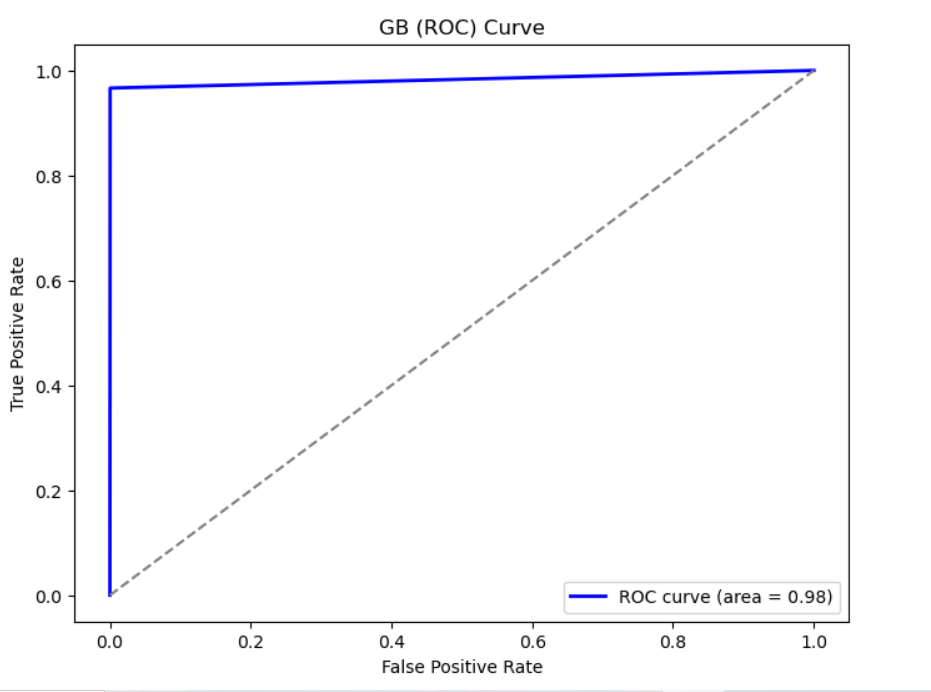 GB (ROC) Curve
True Positive Rate
1.0
0.8
0.6
0.4
0.2
0.0
0.0 0.2 0.4 0.6 0.8 1.0
False Positive Rate
ROC curve (area = 0.98)